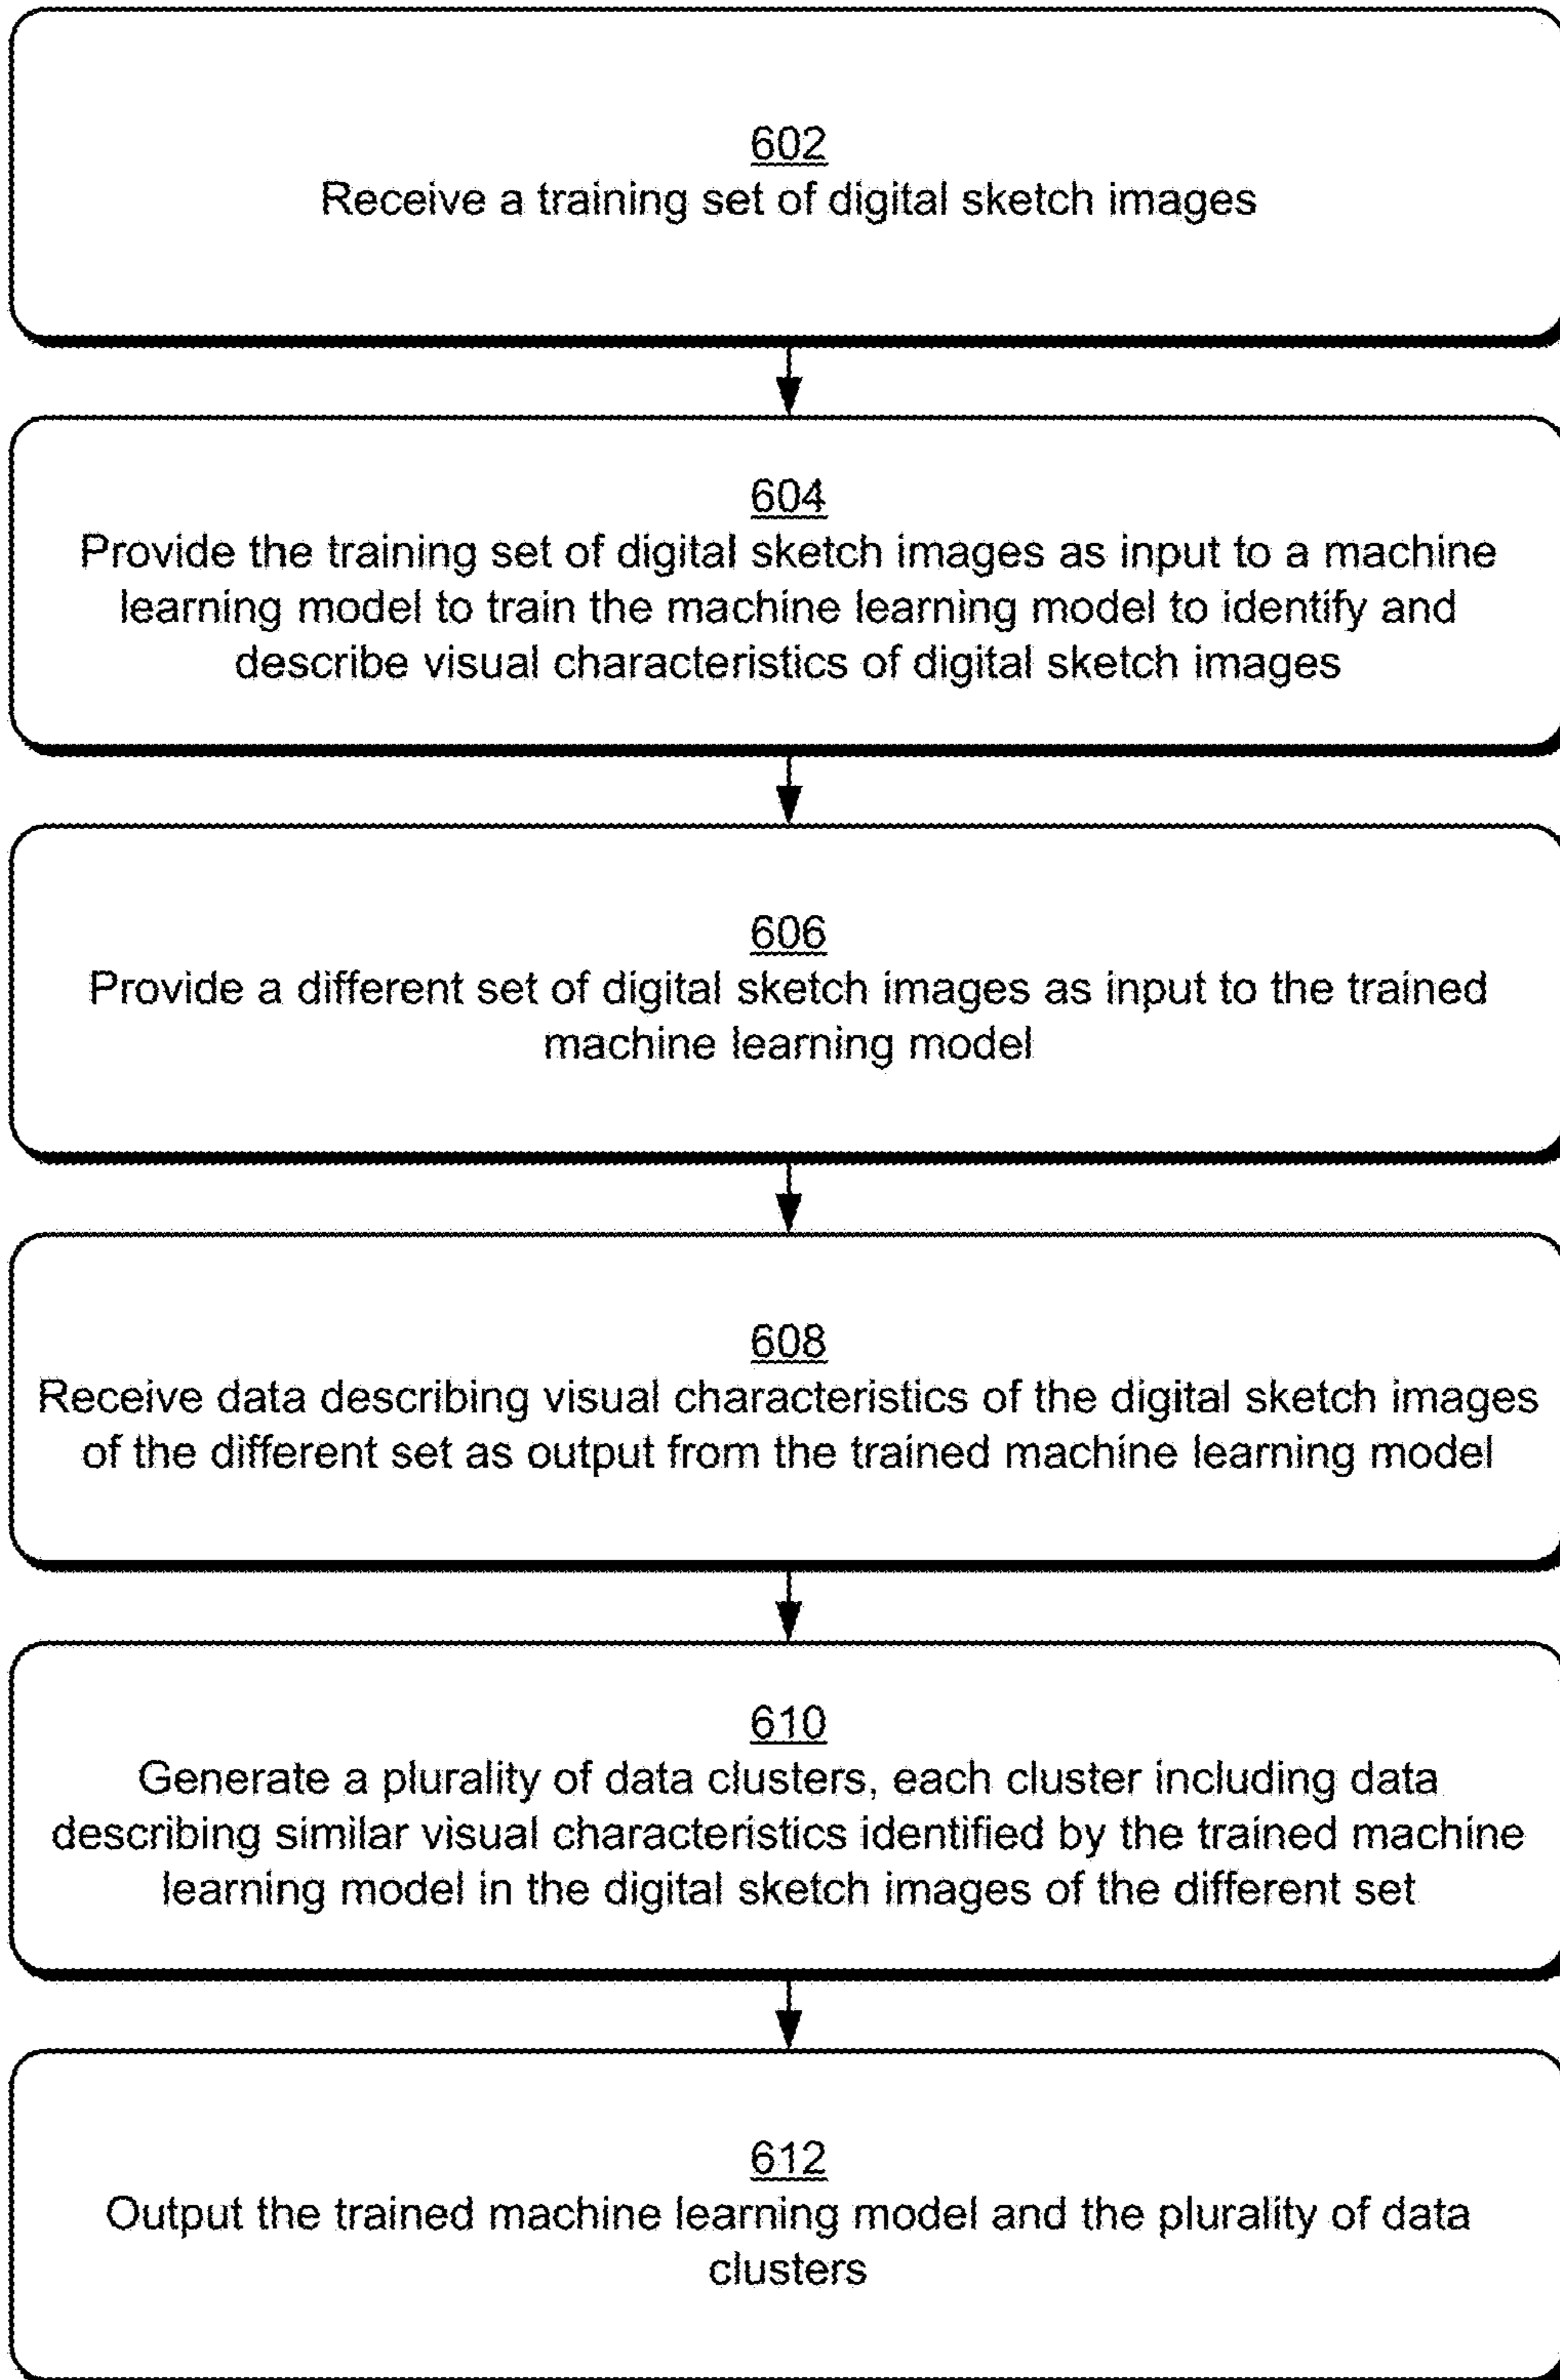 602
Receive a training set of digital sketch images
604
Provide the training set of digital sketch images as input to a machine
learning model to train the machine learning model to identify and
describe visual characteristics of digital sketch images
606
Provide a different set of digital sketch images as input to the trained
machine learning model
608
Receive data describing visual characteristics of the digital sketch images
of the different set as output from the trained machine learning model
610
Generate a plurality of data clusters, each cluster including data
describing similar visual characteristics identified by the trained machine
learning model in the digital sketch images of the different set
612
Output the trained machine learning model and the plurality of data
clusters